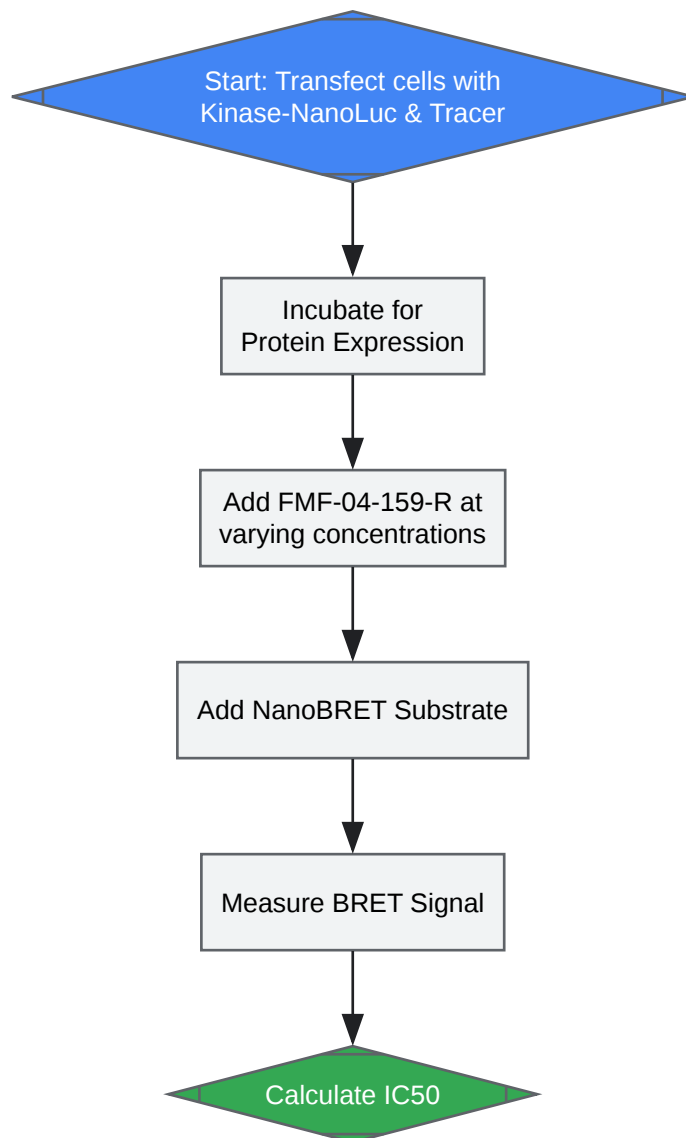 Start: Transfect cells with
Kinase-NanoLuc & Tracer
Incubate for
Protein Expression
Add FMF-04-159-R at
varying concentrations
Add NanoBRET Substrate
Measure BRET Signal
Calculate IC50